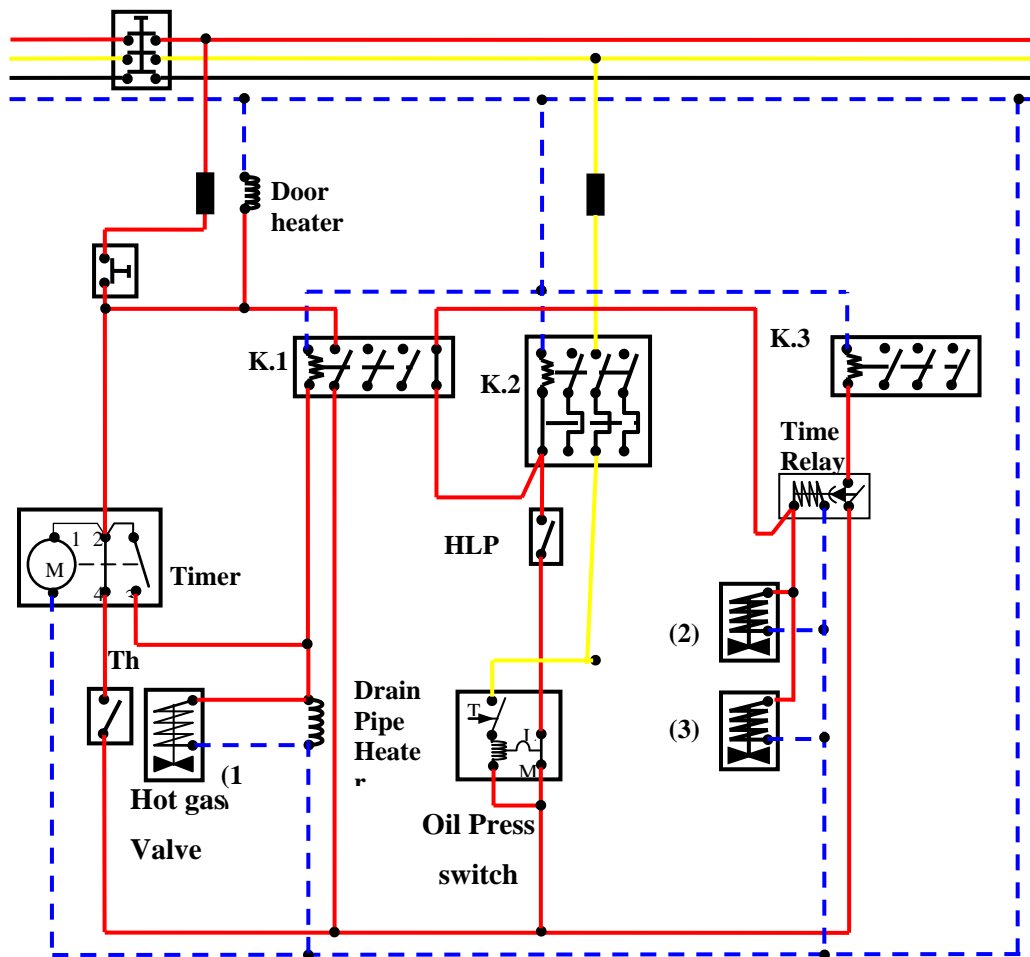 Door
heater
K.1
K.2
K.3
Time
Relay
HLP
1
2
M
4
3
Timer
Th
(2)
(3)
Drain
Pipe
Heate
r
(1
Hot gas
Valve
T
L
M
Oil Press
switch